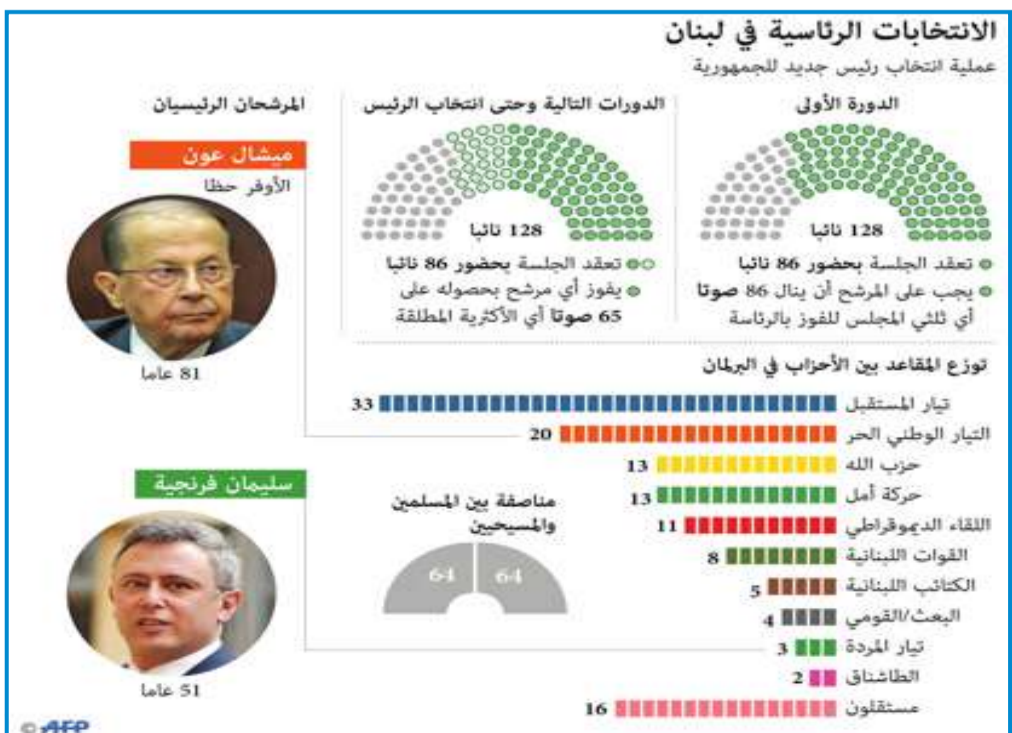 الانتخابات الرئاسية في لبنان
عملية انتخاب رئيس جديد للجمهورية
الدورة الأولى
128 نائبا
تعقد الجلسة بحضور 86 نائبا
يجب على المرشح أن ينال 86 صوتا
أي ثلثي المجلس للفوز بالرئاسة
الدورات التالية وحتى انتخاب الرئيس
128 نائبا
تعقد الجلسة بحضور 86 نائبا
يفوز أي مرشح بحصوله على
65 صوتا أي الأكثرية المطلقة
المرشحان الرئيسيان
ميشال عون
الأوفر حظا
81 عاما
توزع المقاعد بين الأحزاب في البرلمان
تيار المستقبل 33
التيار الوطني الحر 20
حزب الله 13
حركة أمل 13
اللقاء الديموقراطي 11
القوات اللبنانية 8
الكتائب اللبنانية 5
البعث/القومي 4
تيار المردة 3
الطاشناق 2
مستقلون 16
مناصفة بين المسلمين
والمسيحيين
64 64
سليمان فرنجية
51 عاما
© AFP